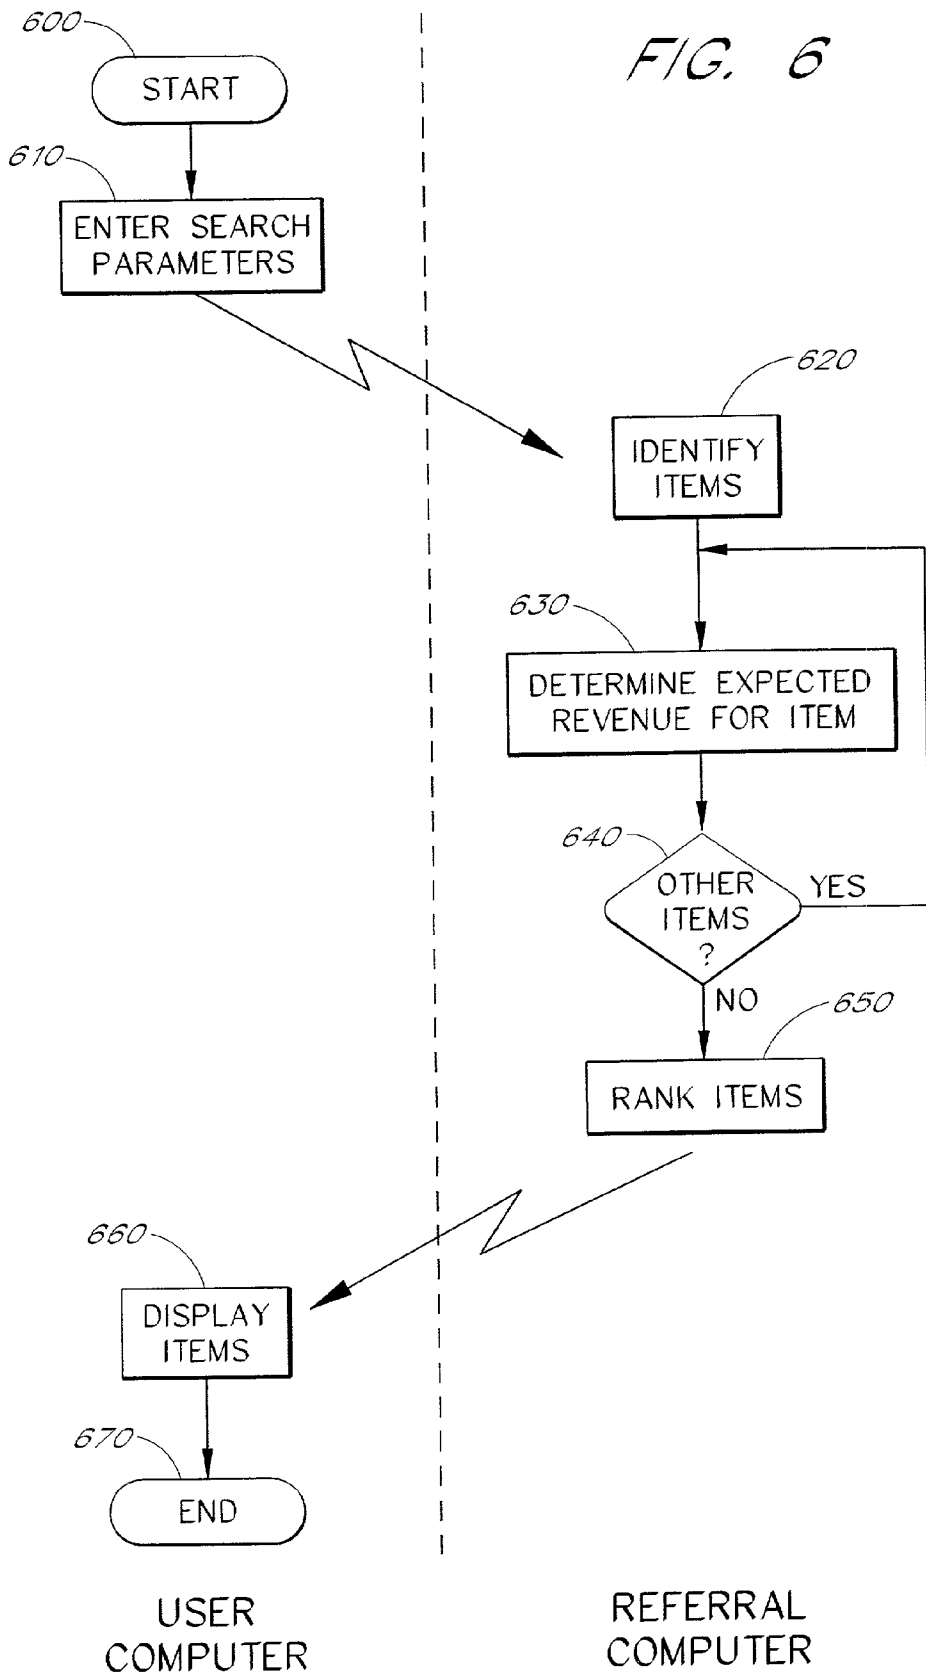 FIG. 6
600
START
610
ENTER SEARCH
PARAMETERS
620
IDENTIFY
ITEMS
630
DETERMINE EXPECTED
REVENUE FOR ITEM
640
OTHER
ITEMS
?
YES
NO
650
RANK ITEMS
660
DISPLAY
ITEMS
670
END
USER
COMPUTER
REFERRAL
COMPUTER